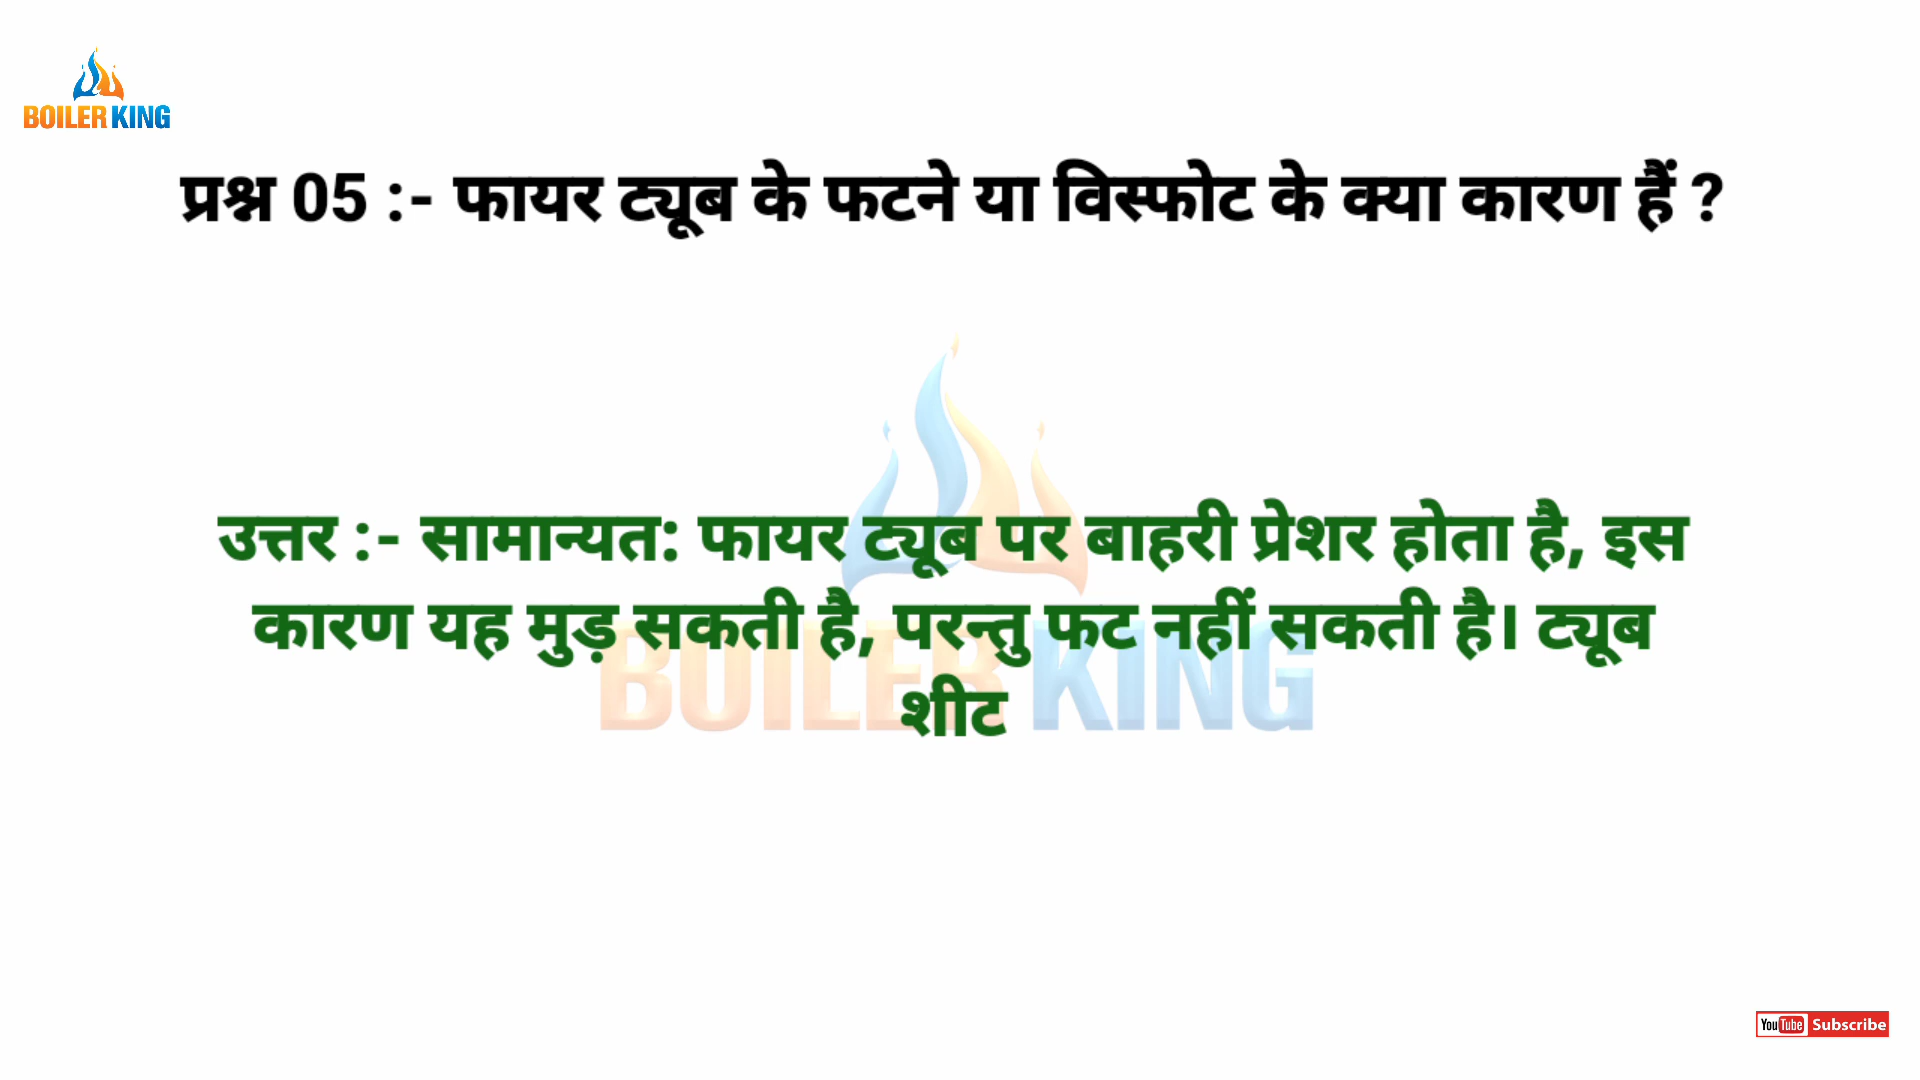 BOILER KING
प्रश्न 05 :- फायर ट्यूब के फटने या विस्फोट के क्या कारण हैं ?
उत्तर :- सामान्यत: फायर ट्यूब पर बाहरी प्रेशर होता है, इस
कारण यह मुड़ सकती है, परन्तु फट नहीं सकती है। ट्यूब
शीट
BOILER KING
YouTube Subscribe